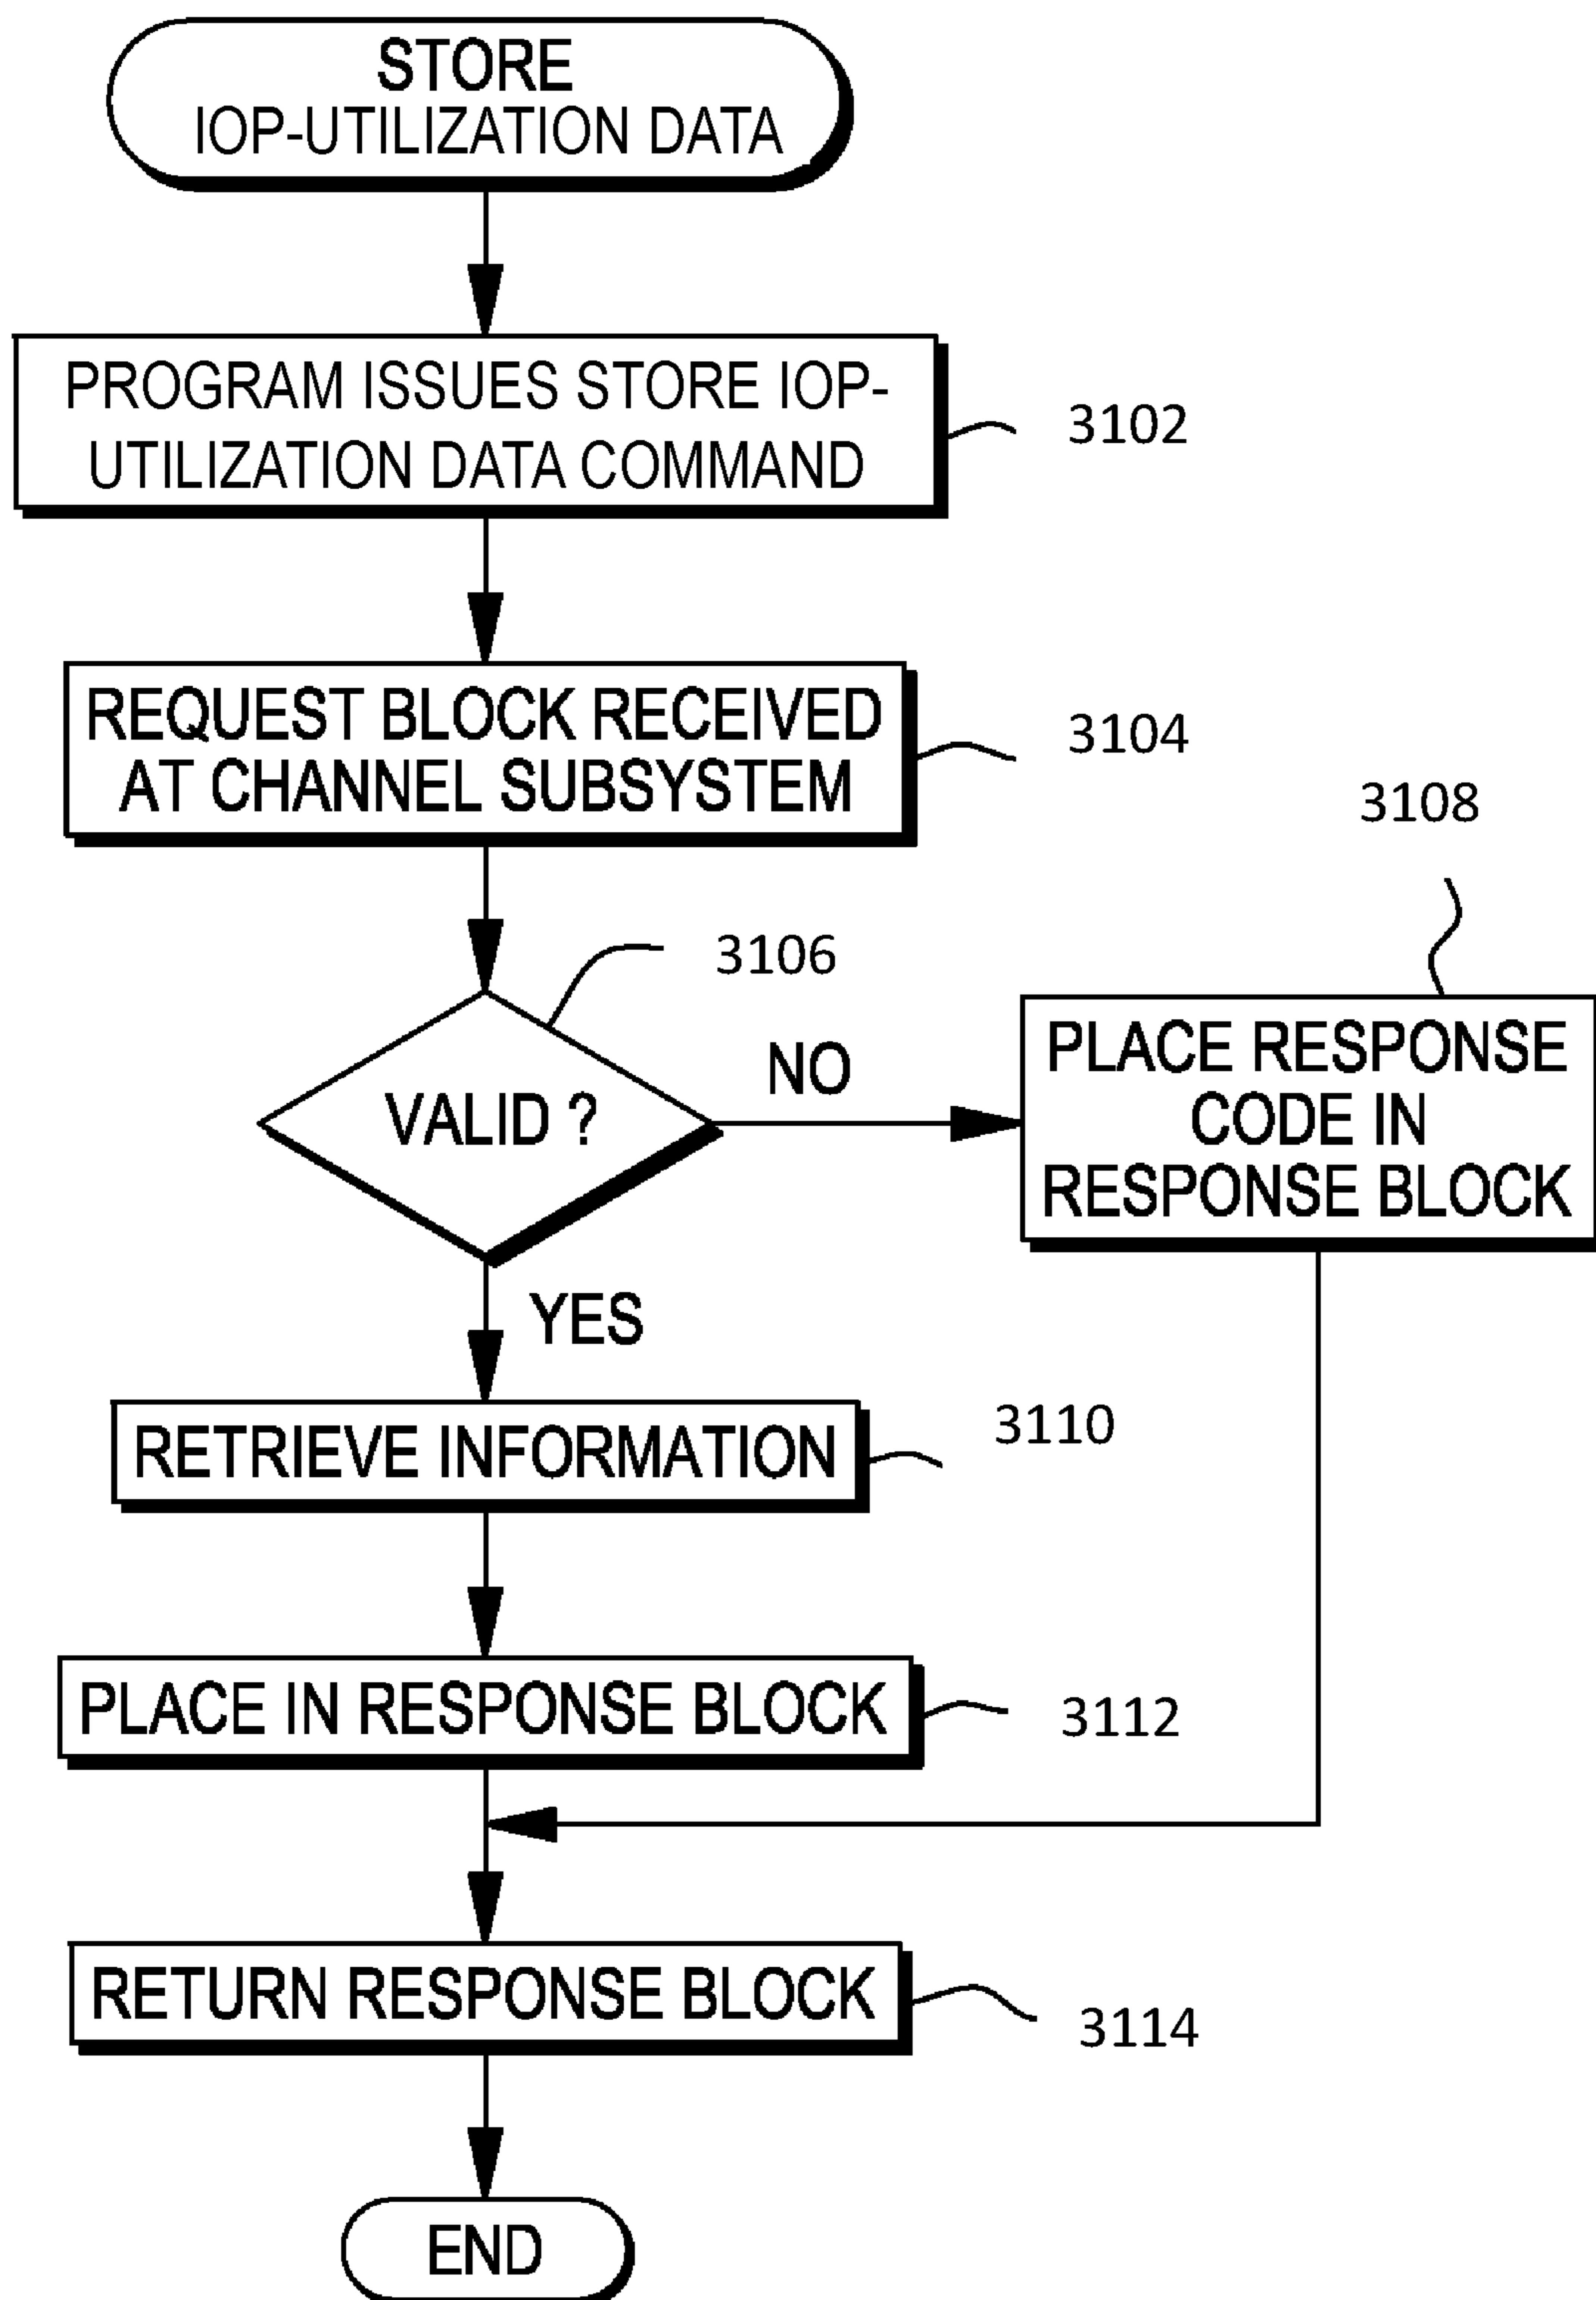 STORE
IOP-UTILIZATION DATA
PROGRAM ISSUES STORE IOP-
UTILIZATION DATA COMMAND
3102
REQUEST BLOCK RECEIVED
AT CHANNEL SUBSYSTEM
3104
3106
VALID ?
NO
3108
PLACE RESPONSE
CODE IN
RESPONSE BLOCK
YES
RETRIEVE INFORMATION
3110
PLACE IN RESPONSE BLOCK
3112
RETURN RESPONSE BLOCK
3114
END